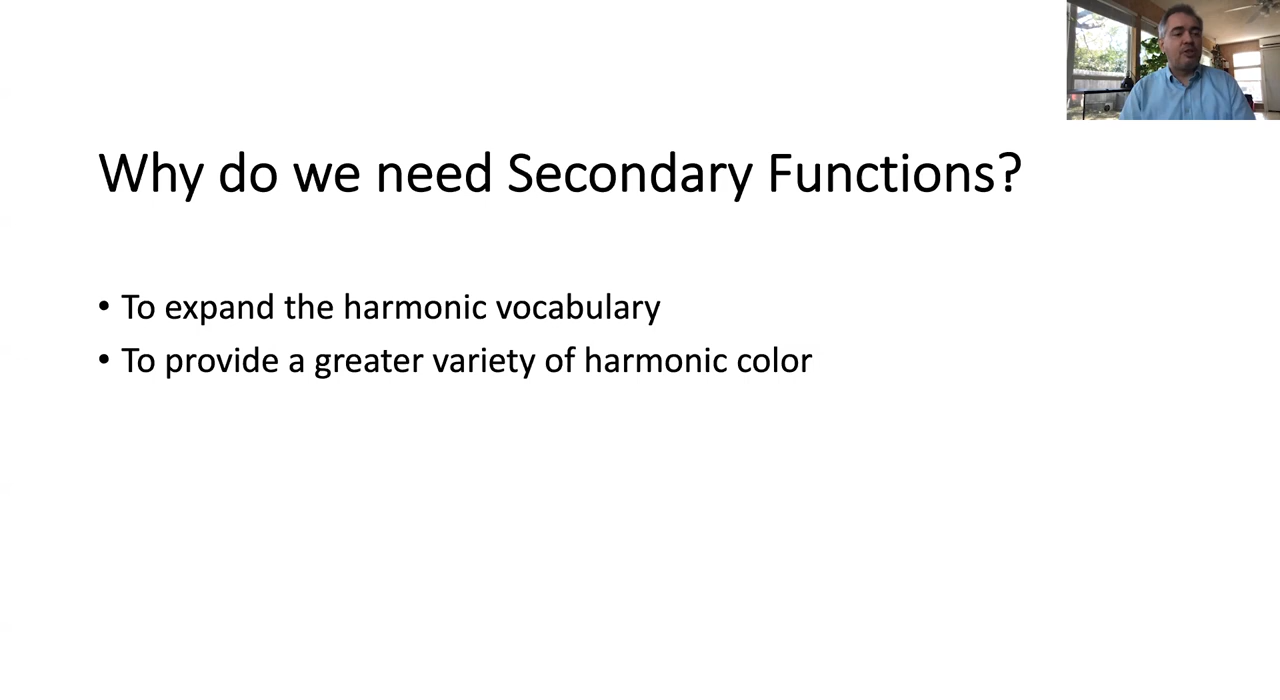 Why do we need Secondary Functions?
• To expand the harmonic vocabulary
• To provide a greater variety of harmonic color